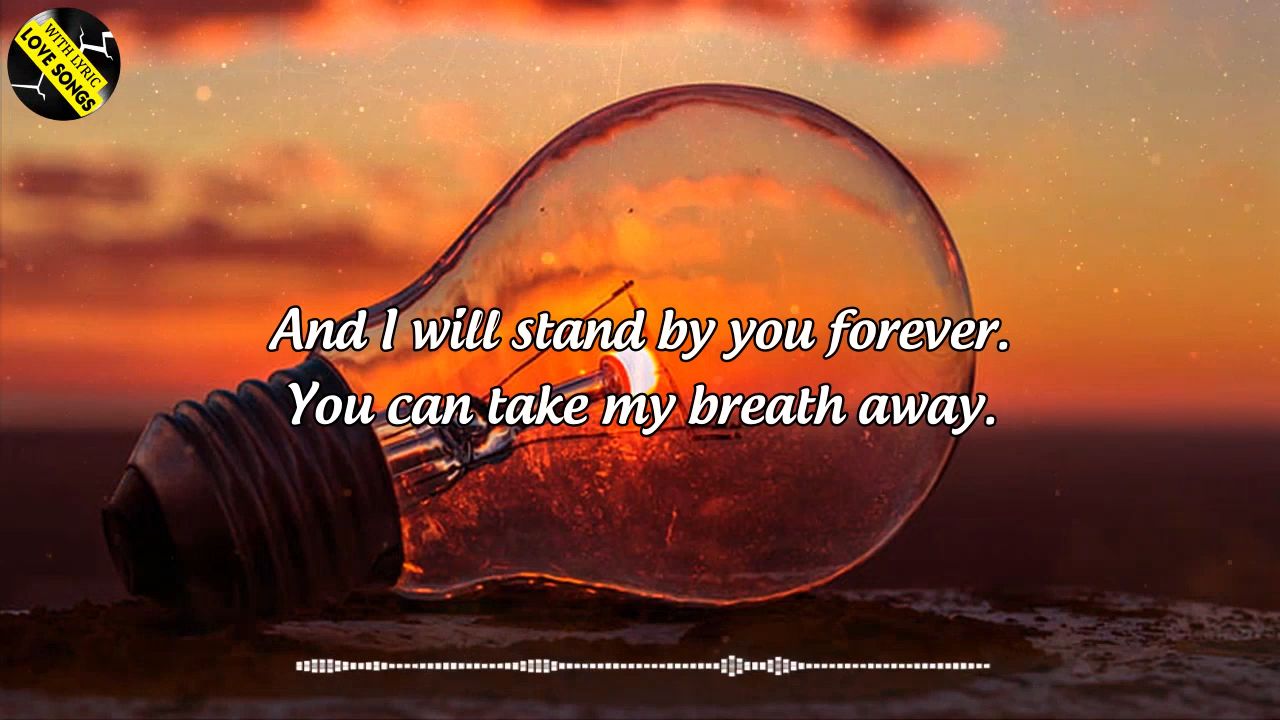 WITH LYRIC
LOVE SONGS
And I will stand by you forever.
You can take my breath away.